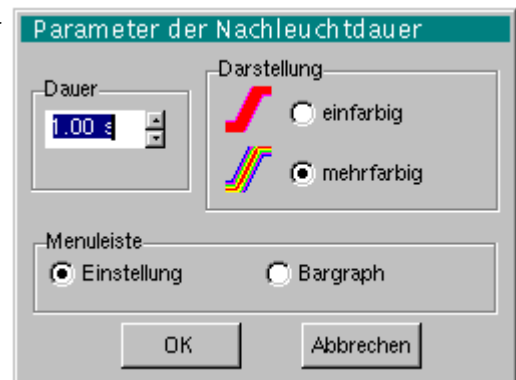 Parameter der Nachleuchtdauer
Dauer
1.00 s
Darstellung
einfarbig
mehrfarbig
Menuleiste
Einstellung
Bargraph
OK
Abbrechen